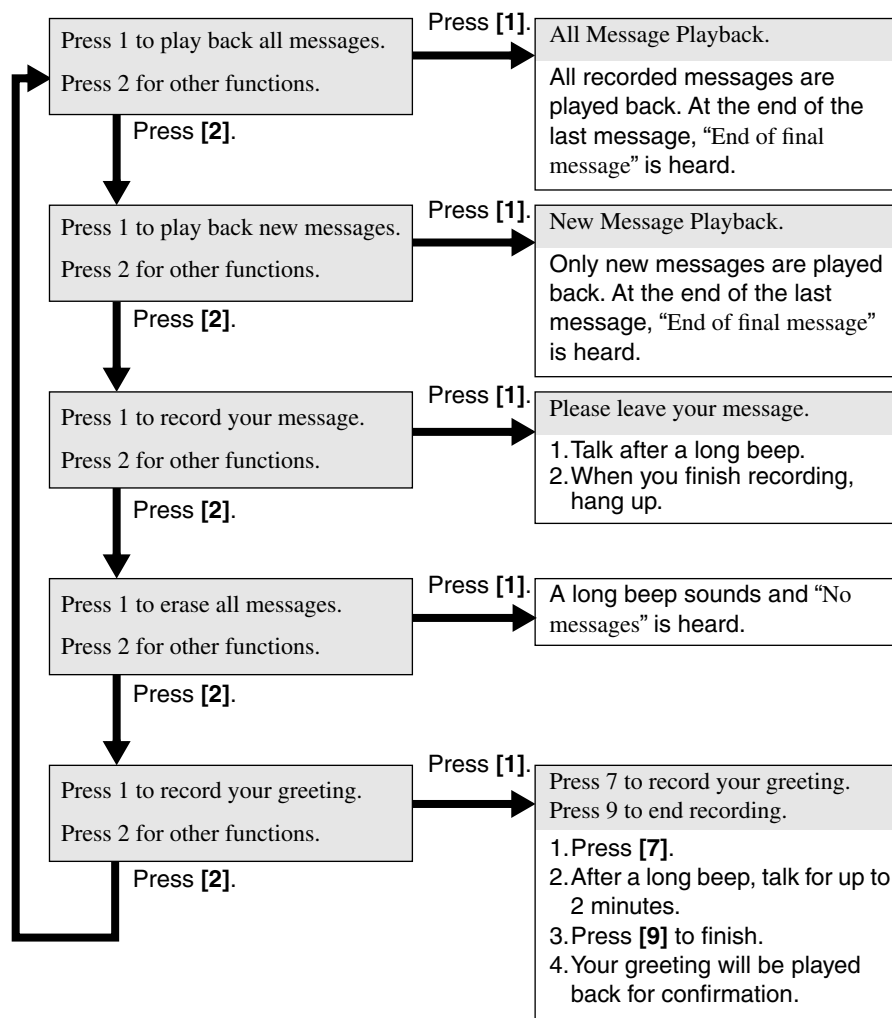 Press 1 to play back all messages.
Press 2 for other functions.
Press [1].
All Message Playback.
All recorded messages are
played back. At the end of the
last message, “End of final
message” is heard.
Press [2].
Press 1 to play back new messages.
Press 2 for other functions.
Press [1].
New Message Playback.
Only new messages are played
back. At the end of the last
message, “End of final message”
is heard.
Press [2].
Press 1 to record your message.
Press 2 for other functions.
Press [1].
Please leave your message.
1.Talk after a long beep.
2.When you finish recording,
hang up.
Press [2].
Press 1 to erase all messages.
Press 2 for other functions.
Press [1].
A long beep sounds and “No
messages” is heard.
Press [2].
Press 1 to record your greeting.
Press 2 for other functions.
Press [1].
Press 7 to record your greeting.
Press 9 to end recording.
1.Press [7].
2.After a long beep, talk for up to
2 minutes.
3.Press [9] to finish.
4.Your greeting will be played
back for confirmation.
Press [2].